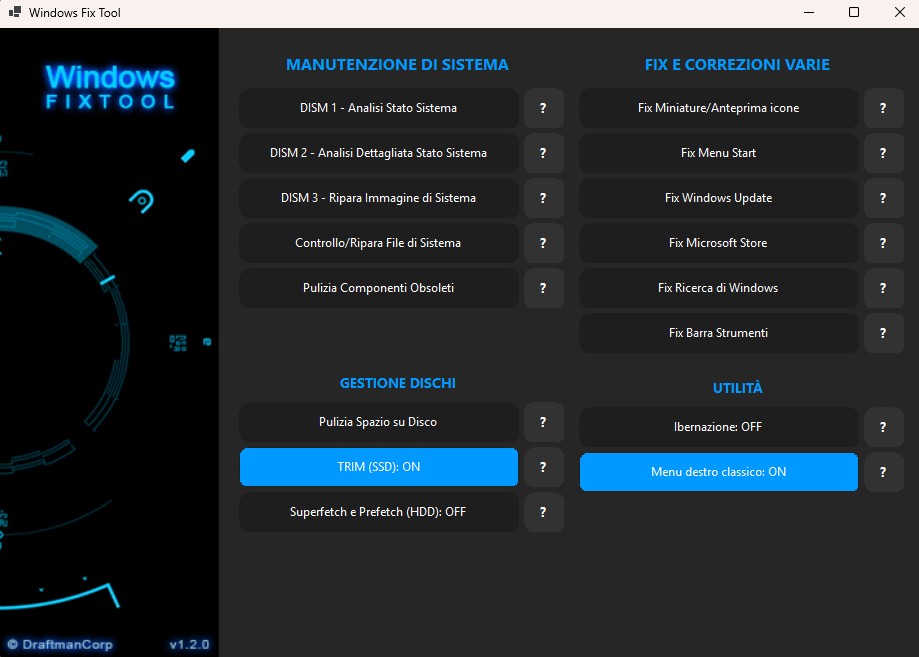 Windows Fix Tool
Windows
FIXTOOL
MANUTENZIONE DI SISTEMA
DISM 1 - Analisi Stato Sistema ?
DISM 2 - Analisi Dettagliata Stato Sistema ?
DISM 3 - Ripara Immagine di Sistema ?
Controllo/Ripara File di Sistema ?
Pulizia Componenti Obsoleti ?
FIX E CORREZIONI VARIE
Fix Miniature/Anteprima icone ?
Fix Menu Start ?
Fix Windows Update ?
Fix Microsoft Store ?
Fix Ricerca di Windows ?
Fix Barra Strumenti ?
GESTIONE DISCHI
Pulizia Spazio su Disco ?
TRIM (SSD): ON ?
Superfetch e Prefetch (HDD): OFF ?
UTILITÀ
Ibernazione: OFF ?
Menu destro classico: ON ?
© DraftmanCorp v1.2.0